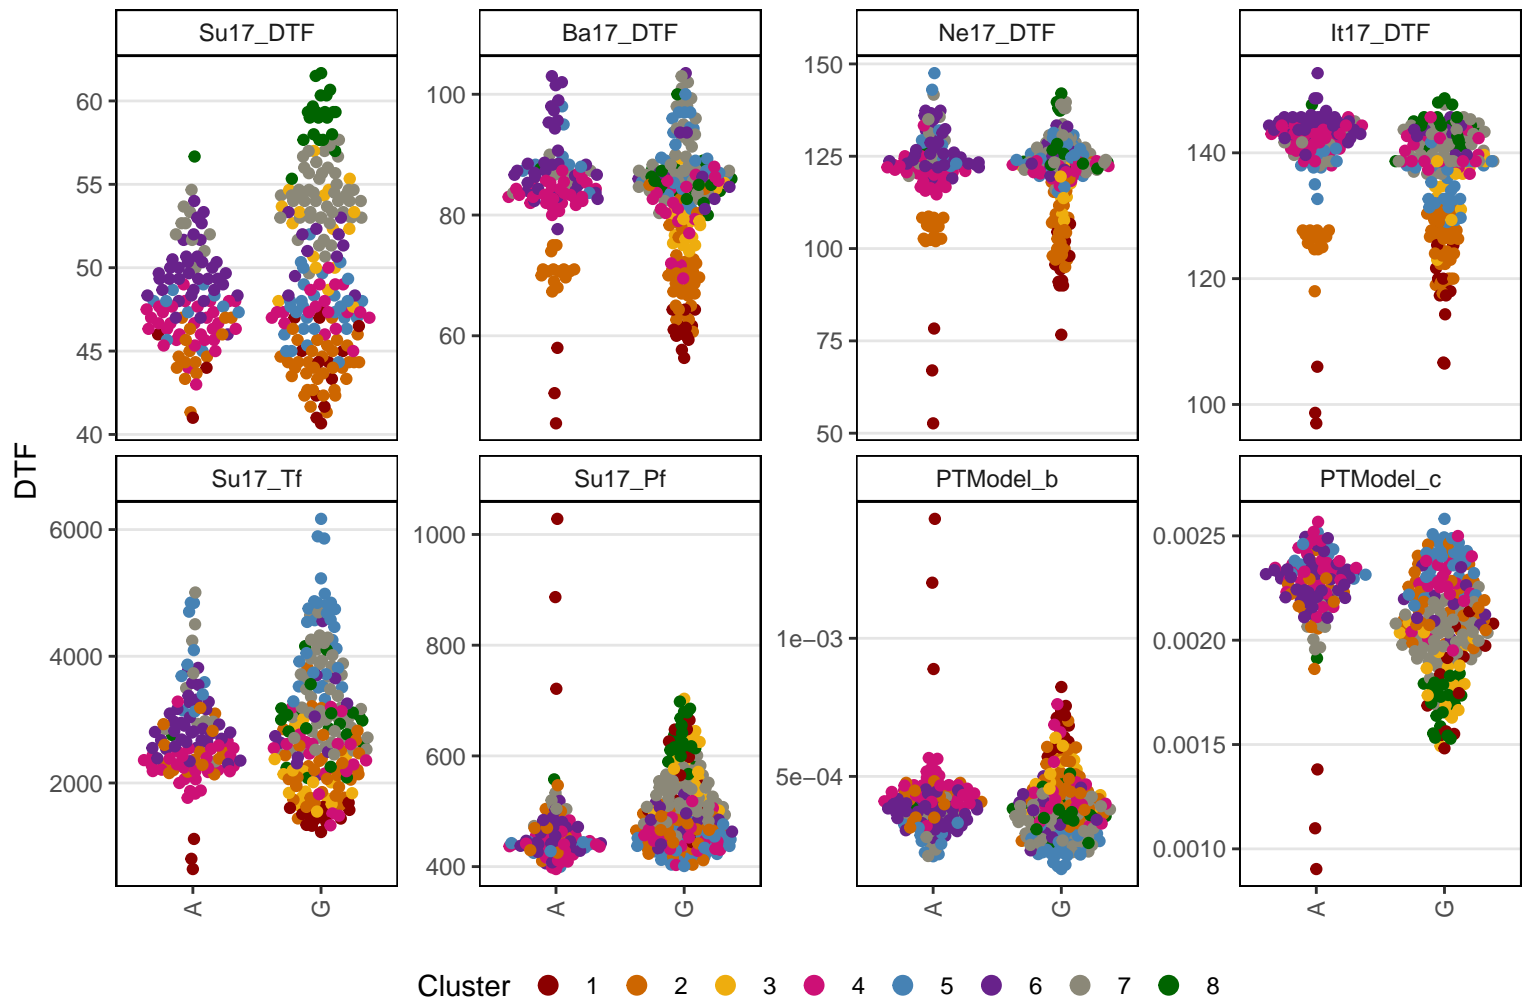 Su17_DTF
Ba17_DTF
Ne17_DTF
It17_DTF
60
55
50
45
40
100
80
60
150
125
100
75
50
140
120
100
DTF
Su17_Tf
Su17_Pf
PTModel_b
PTModel_c
6000
4000
2000
1000
800
600
400
1e−03
5e−04
0.0025
0.0020
0.0015
0.0010
A
G
A
G
A
G
A
G
Cluster 1 2 3 4 5 6 7 8